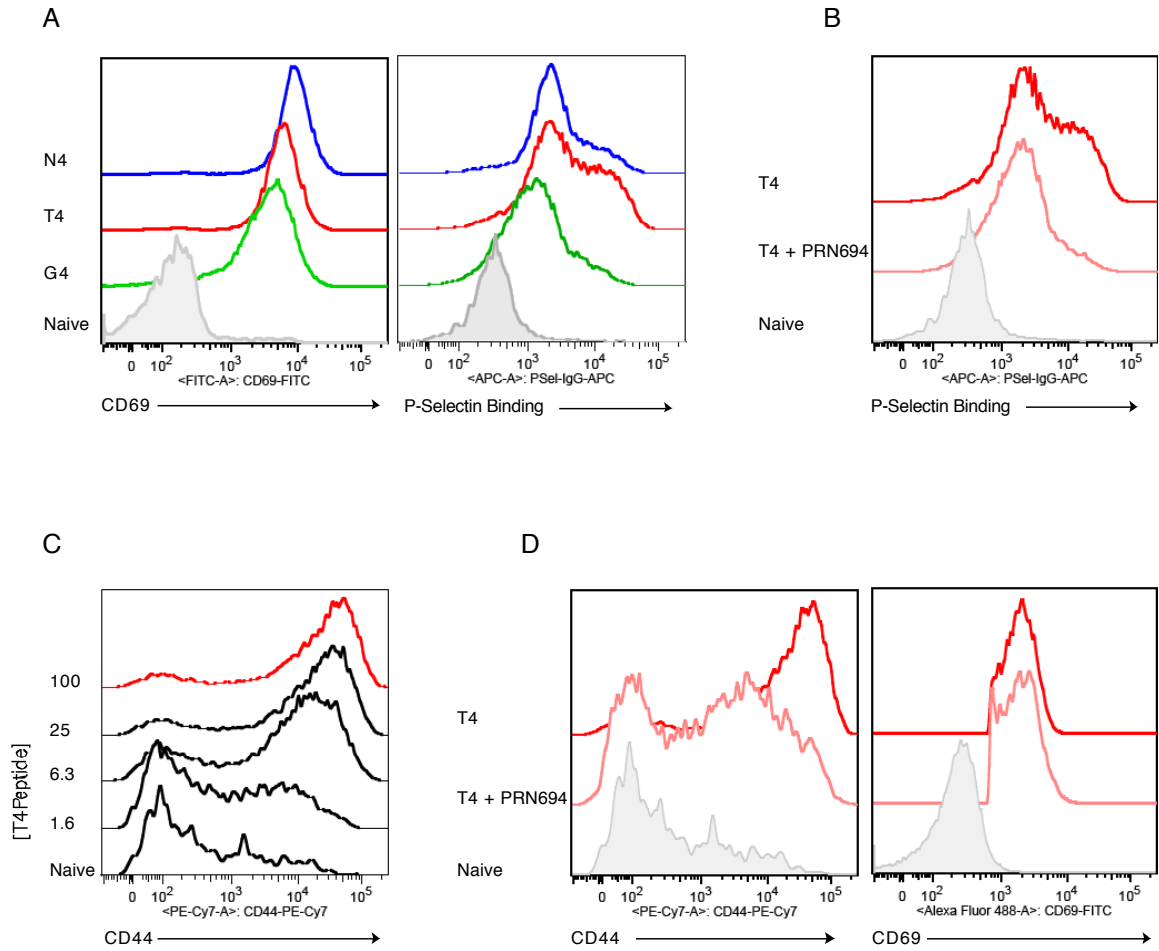 A
B
N4
T4
G4
Naive
0 10² 10³ 10⁴ 10⁵
<FITC-A>: CD69-FITC
CD69
0 10² 10³ 10⁴ 10⁵
<APC-A>: PSel-IgG-APC
P-Selectin Binding
T4
T4 + PRN694
Naive
0 10² 10³ 10⁴ 10⁵
<APC-A>: PSel-IgG-APC
P-Selectin Binding
C
D
[T4Peptide]
100
25
6.3
1.6
Naive
0 10² 10³ 10⁴ 10⁵
<PE-Cy7-A>: CD44-PE-Cy7
CD44
T4
T4 + PRN694
Naive
0 10² 10³ 10⁴ 10⁵
<PE-Cy7-A>: CD44-PE-Cy7
CD44
0 10² 10³ 10⁴ 10⁵
<Alexa Fluor 488-A>: CD69-FITC
CD69